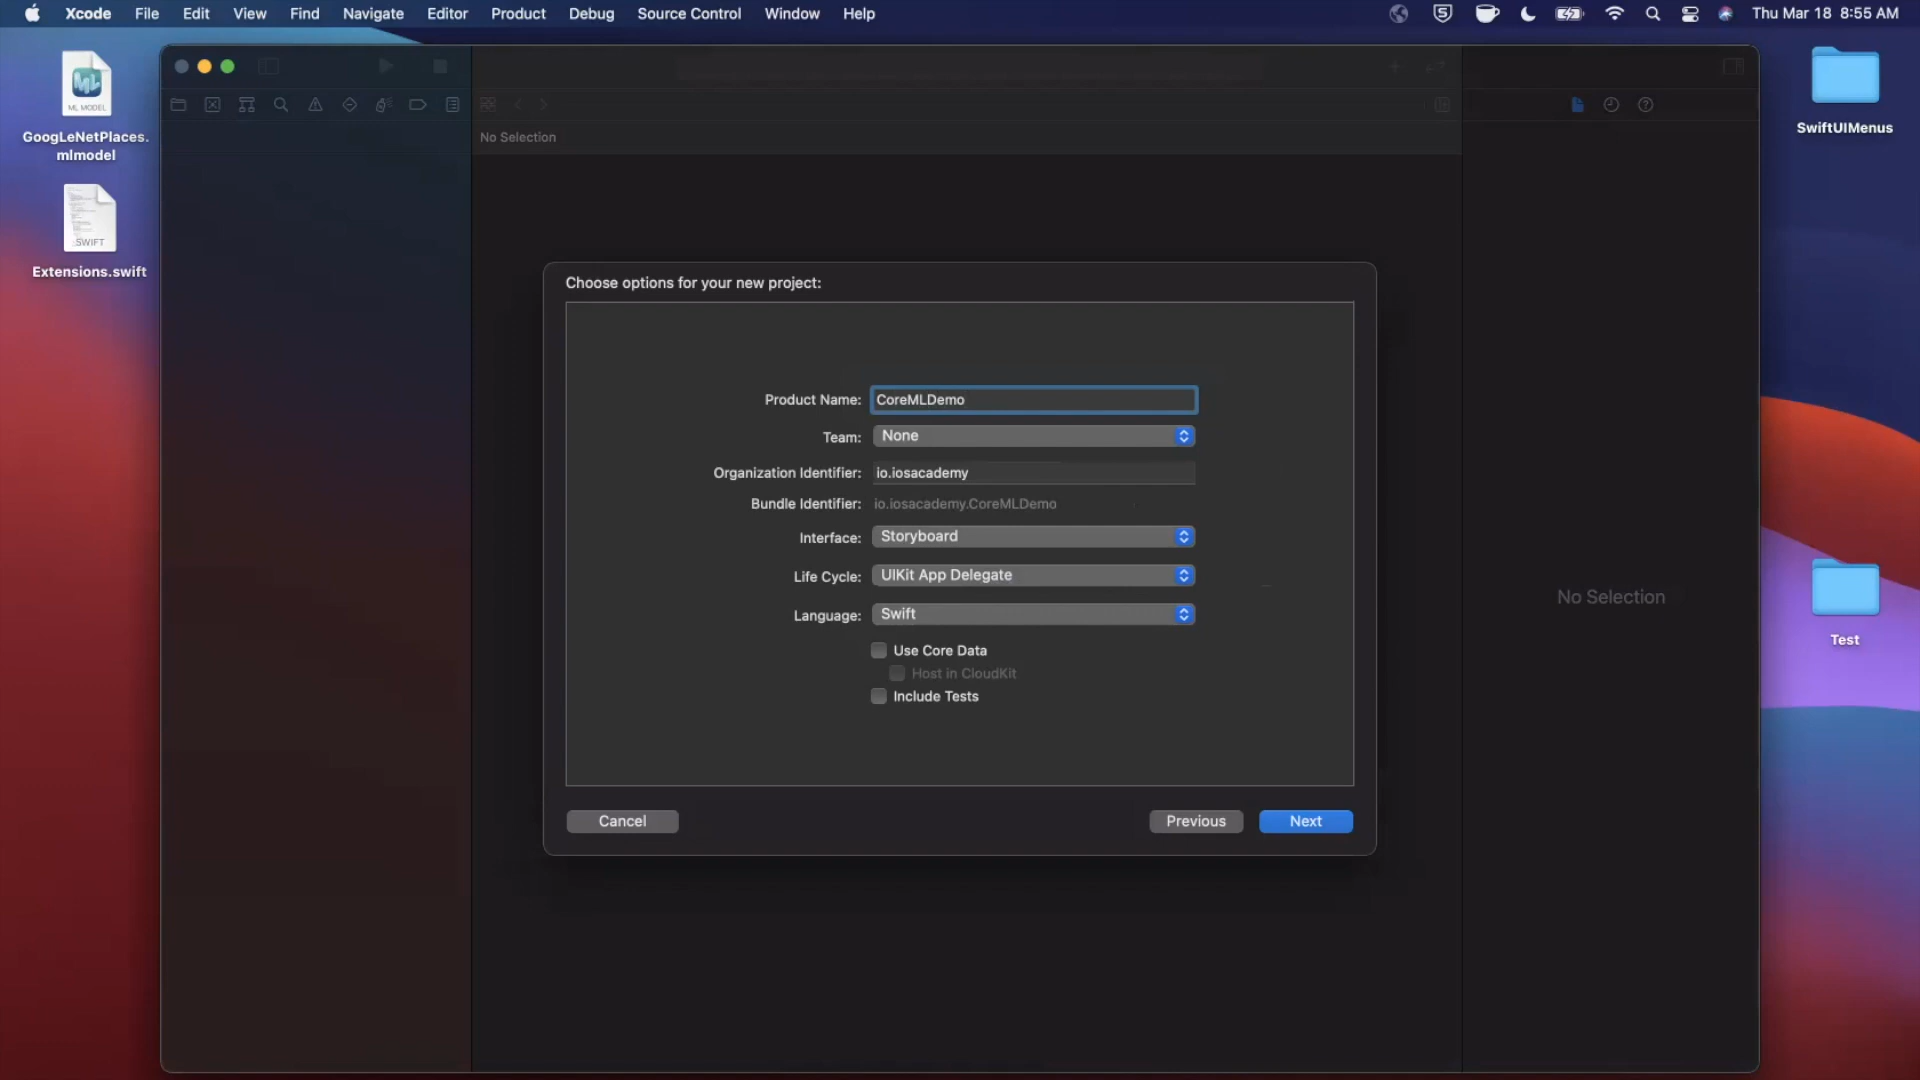 Xcode File Edit View Find Navigate Editor Product Debug Source Control Window Help Thu Mar 18 8:55 AM
ML MODEL
GoogLeNetPlaces.
mlmodel
SWIFT
Extensions.swift
SwiftUIMenus
Test
No Selection
Choose options for your new project:
Product Name: CoreMLDemo
Team: None
Organization Identifier: io.iosacademy
Bundle Identifier: io.iosacademy.CoreMLDemo
Interface: Storyboard
Life Cycle: UIKit App Delegate
Language: Swift
Use Core Data
Host in CloudKit
Include Tests
Cancel Previous Next
No Selection